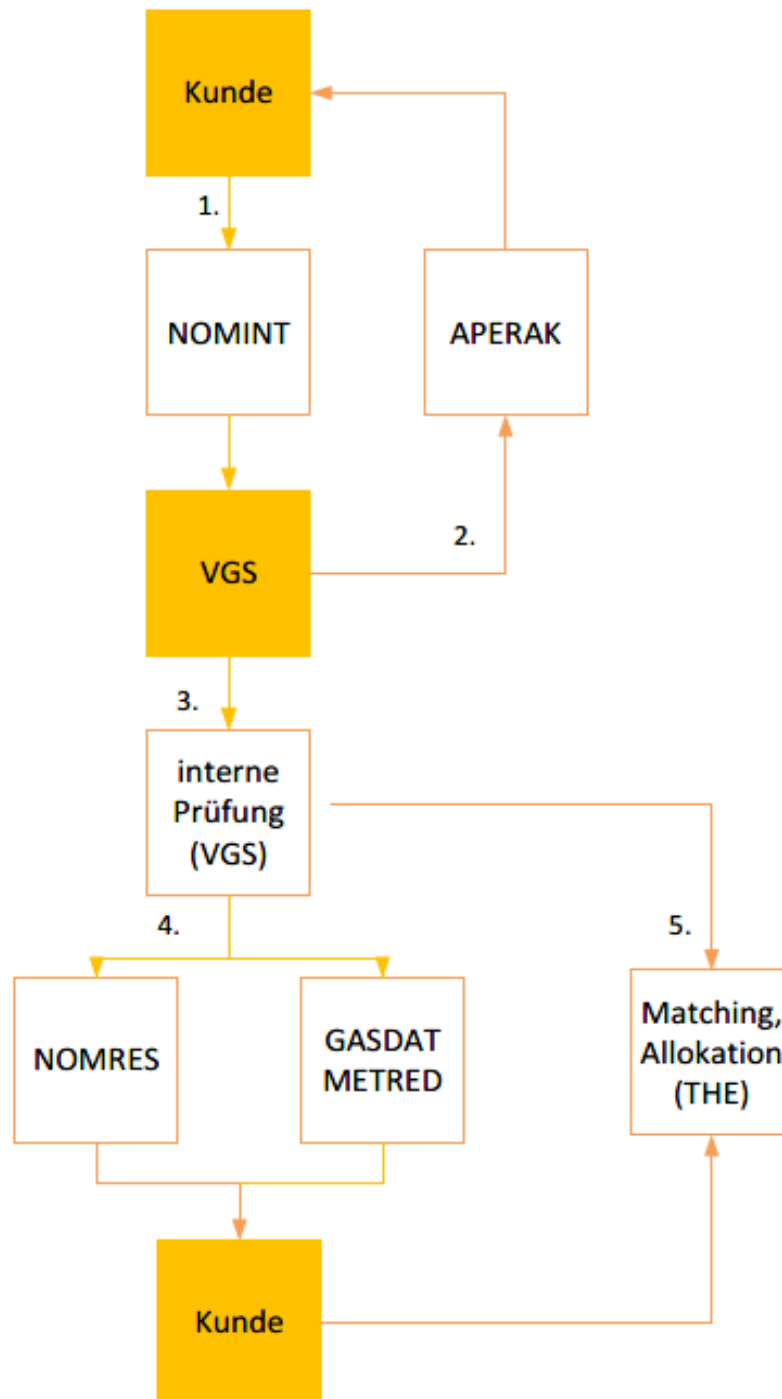 Kunde
1.
NOMINT
APERAK
VGS
2.
3.
interne
Prüfung
(VGS)
4.
5.
NOMRES
GASDAT
METRED
Matching,
Allokation
(THE)
Kunde